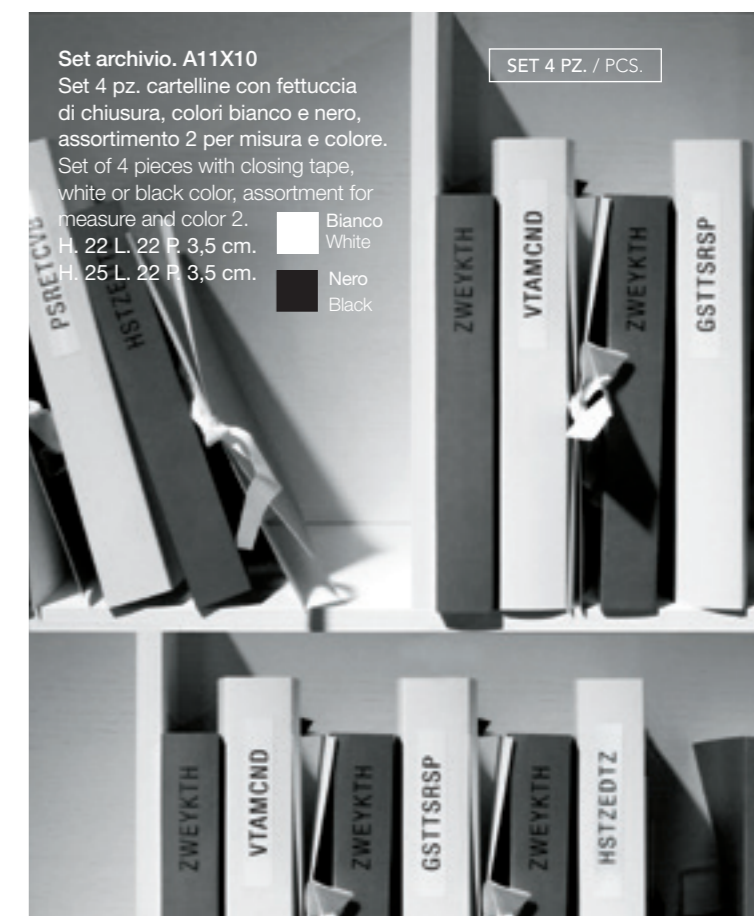 Set archivio. A11X10
Set 4 pz. cartelline con fettuccia
di chiusura, colori bianco e nero,
assortimento 2 per misura e colore.
Set of 4 pieces with closing tape,
white or black color, assortment for
measure and color 2.
H. 22 L. 22 P. 3,5 cm.
H. 25 L. 22 P. 3,5 cm.
Bianco
White
Nero
Black
SET 4 PZ. / PCS.
PSRETCVB
ZWEYKTH
VTAMCND
ZWEYKTH
GSTTSRSP
ZWEYKTH
VTAMCND
ZWEYKTH
GSTTSRSP
ZWEYKTH
HSTZEDTZ